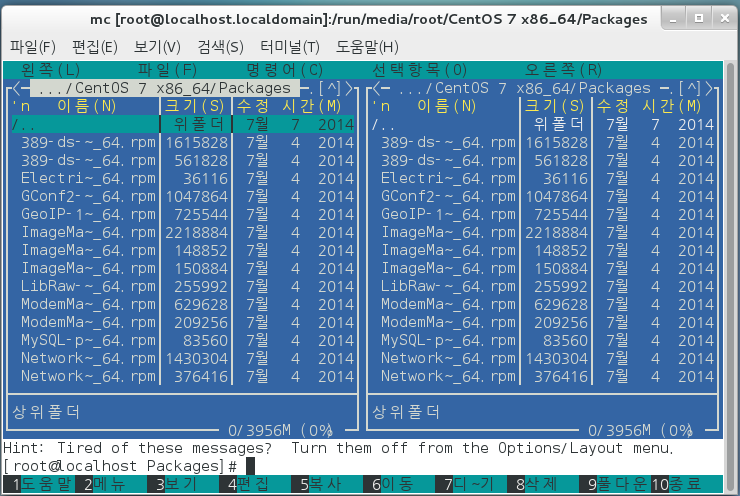 mc [root@localhost.localdomain]:/run/media/root/CentOS 7 x86_64/Packages
파일(F) 편집(E) 보기(V) 검색(S) 터미널(T) 도움말(H)
왼쪽(L) 파일(F) 명령어(C) 선택항목(O) 오른쪽(R)
<─ .../CentOS 7 x86_64/Packages ─.[^]> <─ .../CentOS 7 x86_64/Packages ─.[^]>
'n 이름(N) 크기(S) 수정 시간(M) 'n 이름(N) 크기(S) 수정 시간(M)
/.. 위폴더 7월 7 2014 /.. 위폴더 7월 7 2014
389-ds-~_64.rpm 1615828 7월 4 2014 389-ds-~_64.rpm 1615828 7월 4 2014
389-ds-~_64.rpm 561828 7월 4 2014 389-ds-~_64.rpm 561828 7월 4 2014
Electri~_64.rpm 36116 7월 4 2014 Electri~_64.rpm 36116 7월 4 2014
GConf2-~_64.rpm 1047864 7월 4 2014 GConf2-~_64.rpm 1047864 7월 4 2014
GeoIP-1~_64.rpm 725544 7월 4 2014 GeoIP-1~_64.rpm 725544 7월 4 2014
ImageMa~_64.rpm 2218884 7월 4 2014 ImageMa~_64.rpm 2218884 7월 4 2014
ImageMa~_64.rpm 148852 7월 4 2014 ImageMa~_64.rpm 148852 7월 4 2014
ImageMa~_64.rpm 150884 7월 4 2014 ImageMa~_64.rpm 150884 7월 4 2014
LibRaw-~_64.rpm 255992 7월 4 2014 LibRaw-~_64.rpm 255992 7월 4 2014
ModemMa~_64.rpm 629628 7월 4 2014 ModemMa~_64.rpm 629628 7월 4 2014
ModemMa~_64.rpm 209256 7월 4 2014 ModemMa~_64.rpm 209256 7월 4 2014
MySQL-p~_64.rpm 83560 7월 4 2014 MySQL-p~_64.rpm 83560 7월 4 2014
Network~_64.rpm 1430304 7월 4 2014 Network~_64.rpm 1430304 7월 4 2014
Network~_64.rpm 376416 7월 4 2014 Network~_64.rpm 376416 7월 4 2014
상위폴더 상위폴더
0/3956M (0%) 0/3956M (0%)
Hint: Tired of these messages? Turn them off from the Options/Layout menu.
[root@localhost Packages]#
1도움말 2메뉴 3보기 4편집 5복사 6이동 7디~기 8삭제 9풀다운 10종료